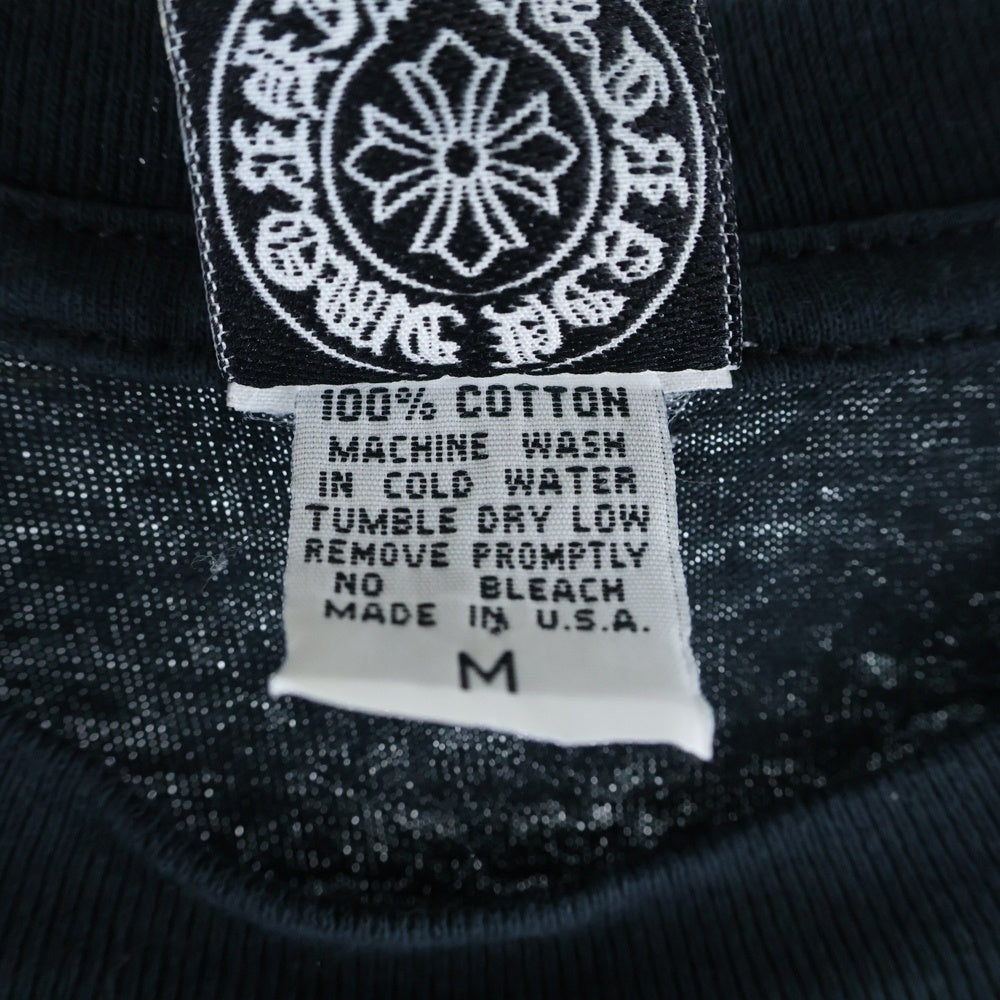 100% COTTON
MACHINE WASH
IN COLD WATER
TUMBLE DRY LOW
REMOVE PROMPTLY
NO BLEACH
MADE IN U.S.A.
M